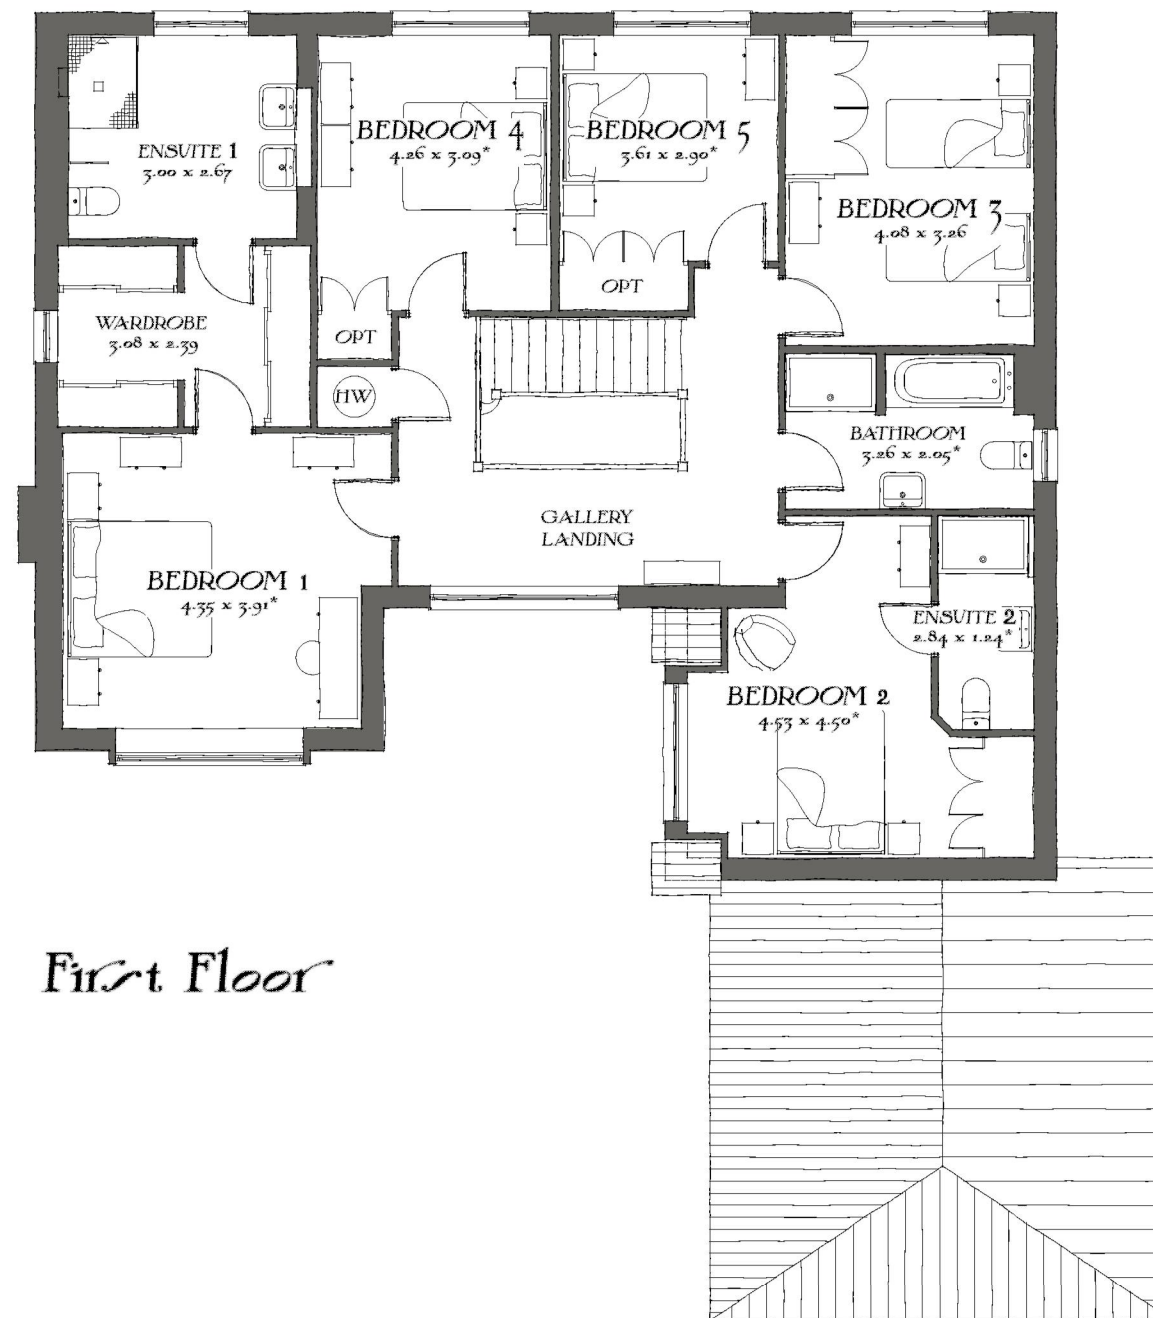 ENSUITE 1
3.00 x 2.67
BEDROOM 4
4.26 x 3.09*
BEDROOM 5
3.61 x 2.90*
BEDROOM 3
4.08 x 3.26
OPT
WARDROBE
3.08 x 2.39
OPT
HW
BATHROOM
3.26 x 2.05*
GALLERY
LANDING
BEDROOM 1
4.35 x 3.91*
ENSUITE 2
2.84 x 1.24*
BEDROOM 2
4.53 x 4.50*
First Floor